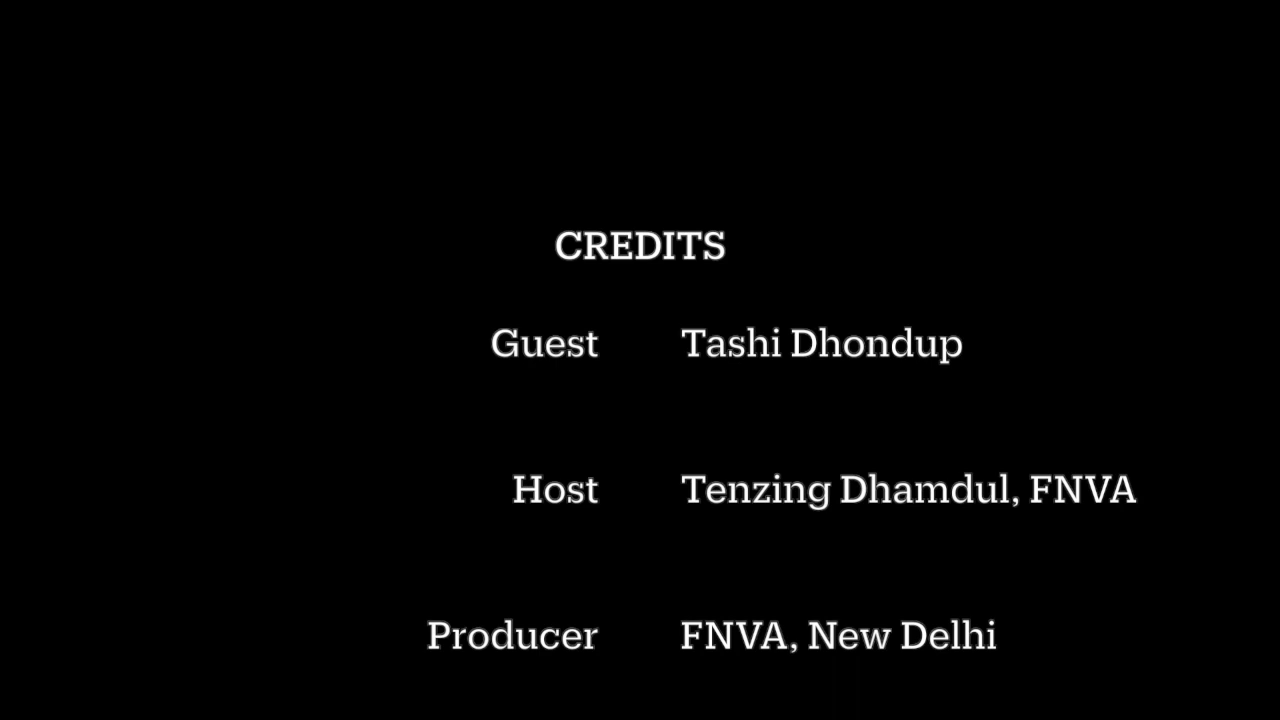 CREDITS
Guest Tashi Dhondup
Host Tenzing Dhamdul, FNVA
Producer FNVA, New Delhi